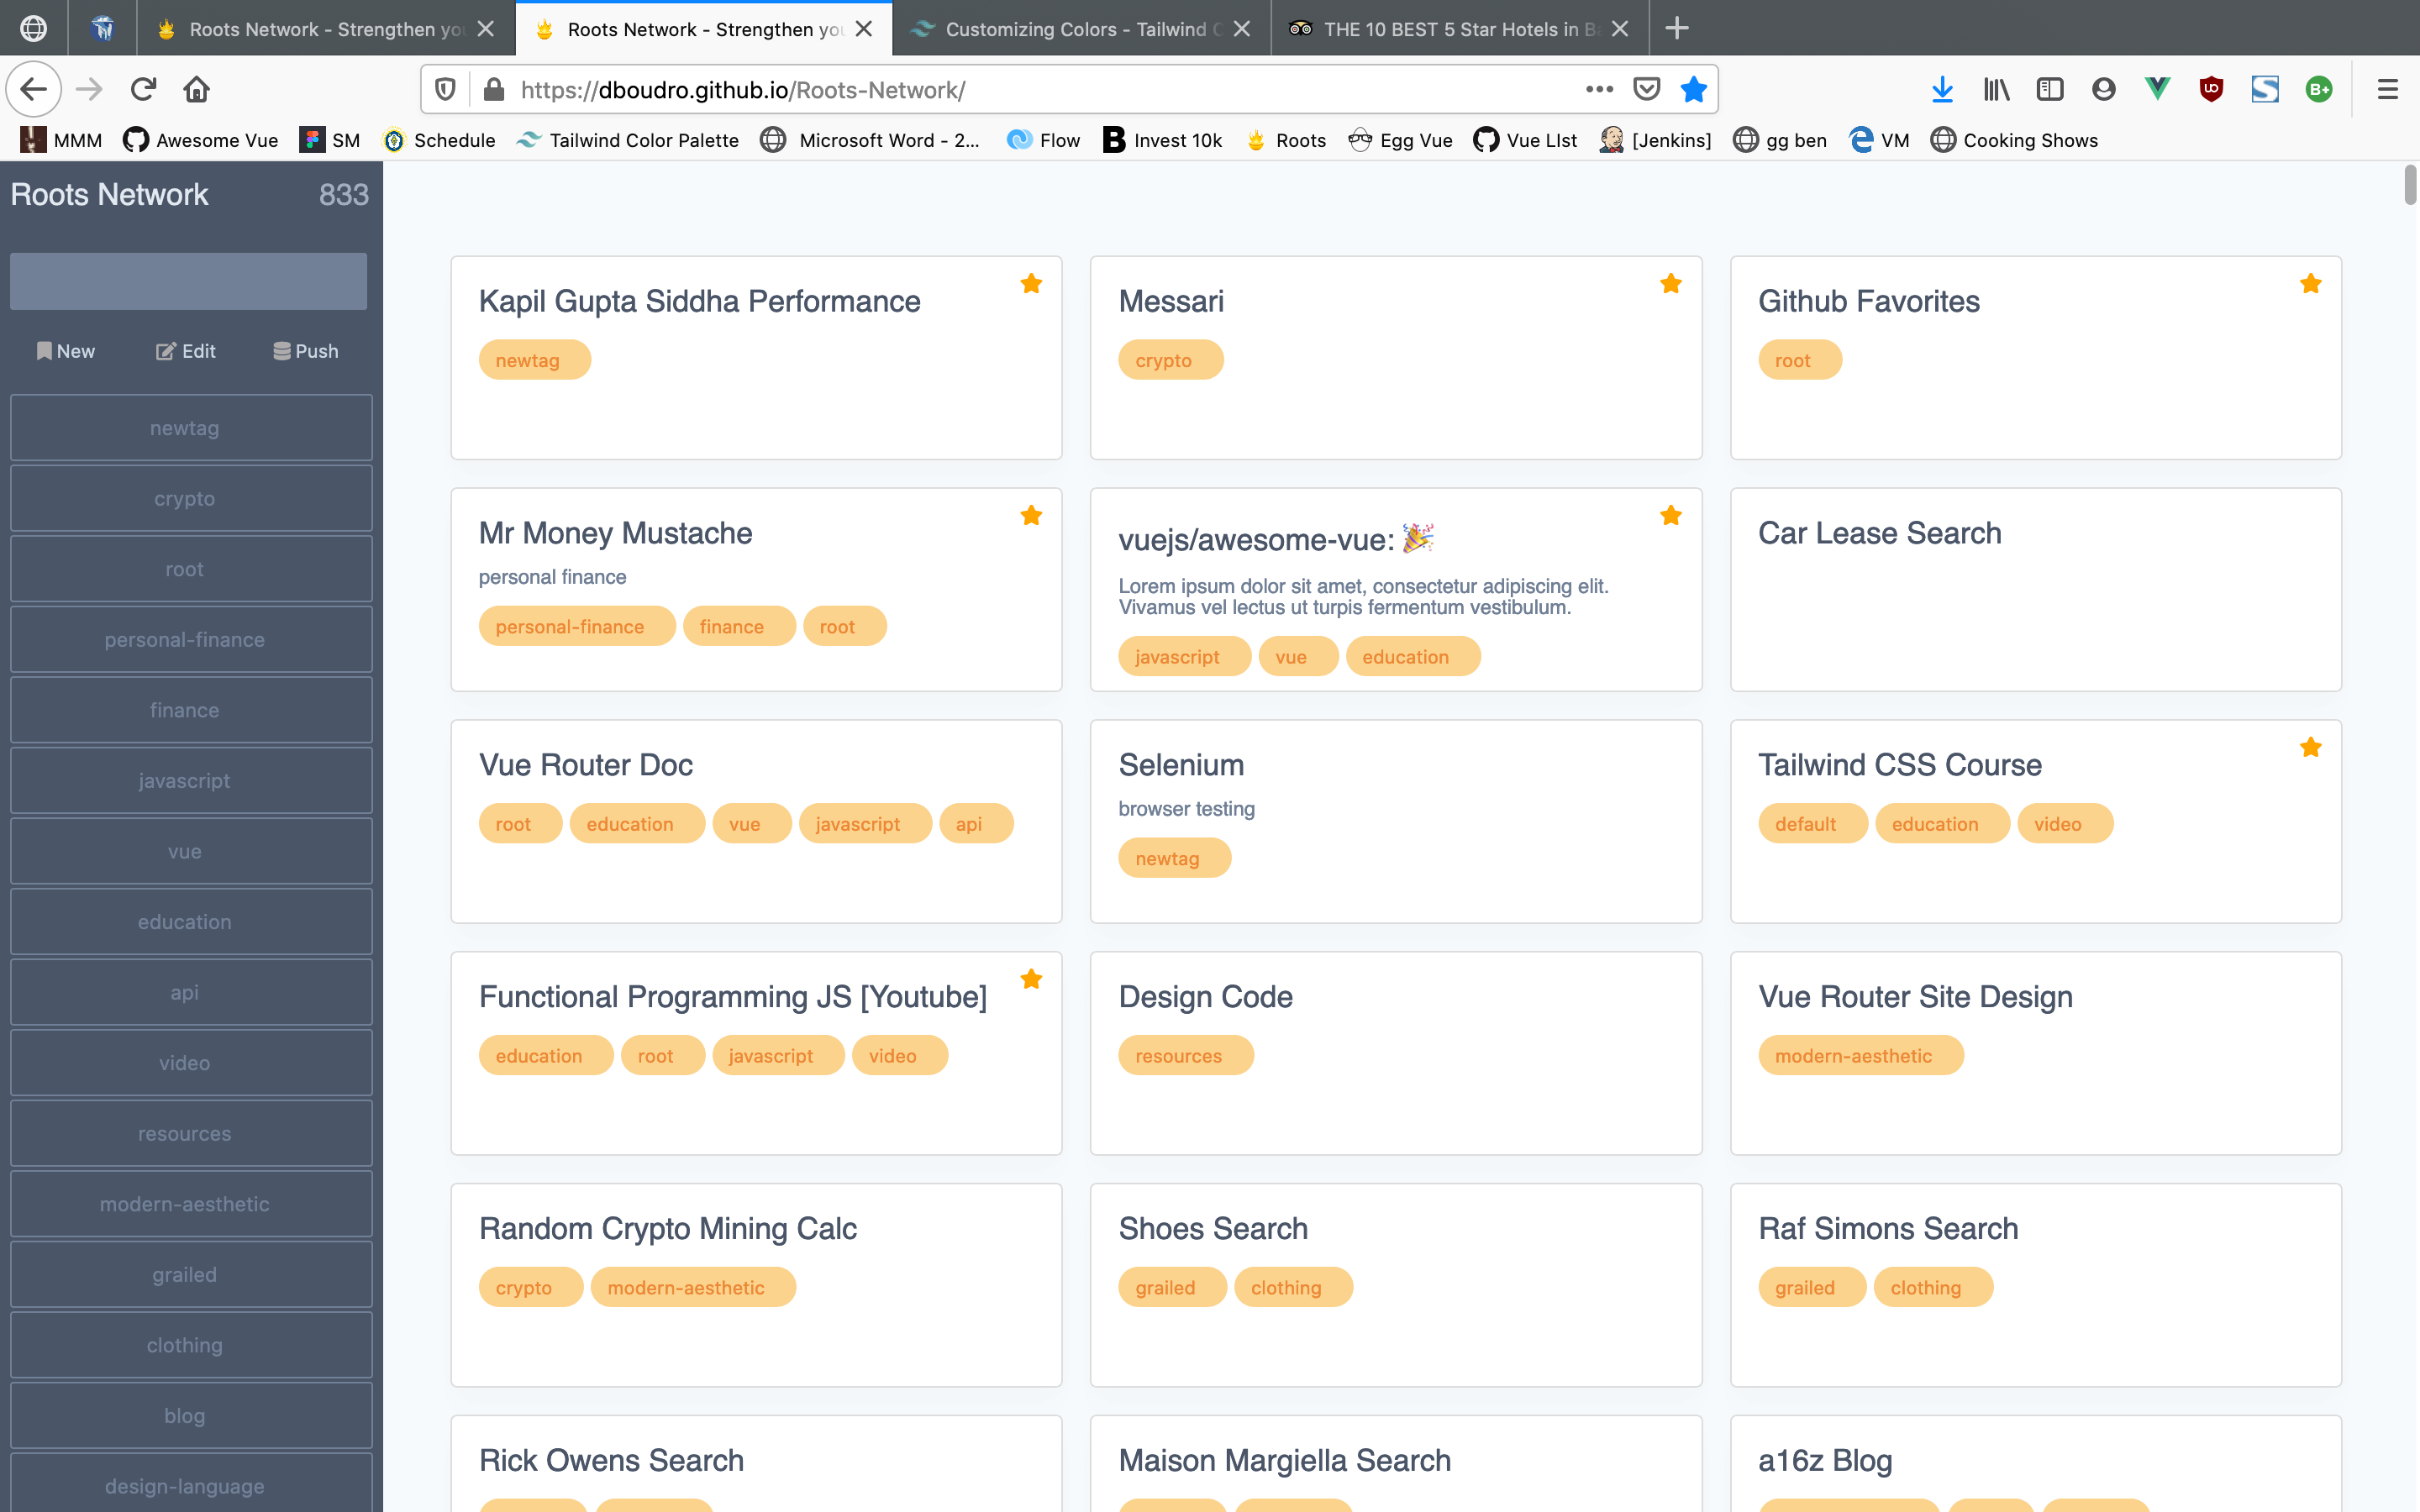 Roots Network - Strengthen you
Roots Network - Strengthen you
Customizing Colors - Tailwind C
THE 10 BEST 5 Star Hotels in Ba
https://dboudro.github.io/Roots-Network/
MMM
Awesome Vue
SM
Schedule
Tailwind Color Palette
Microsoft Word - 2...
Flow
Invest 10k
Roots
Egg Vue
Vue LIst
[Jenkins]
gg ben
VM
Cooking Shows
Roots Network 833
New Edit Push
newtag
crypto
root
personal-finance
finance
javascript
vue
education
api
video
resources
modern-aesthetic
grailed
clothing
blog
design-language
Kapil Gupta Siddha Performance
newtag
Messari
crypto
Github Favorites
root
Mr Money Mustache
personal finance
personal-finance finance root
vuejs/awesome-vue: 🎉
Lorem ipsum dolor sit amet, consectetur adipiscing elit.
Vivamus vel lectus ut turpis fermentum vestibulum.
javascript vue education
Car Lease Search
Vue Router Doc
root education vue javascript api
Selenium
browser testing
newtag
Tailwind CSS Course
default education video
Functional Programming JS [Youtube]
education root javascript video
Design Code
resources
Vue Router Site Design
modern-aesthetic
Random Crypto Mining Calc
crypto modern-aesthetic
Shoes Search
grailed clothing
Raf Simons Search
grailed clothing
Rick Owens Search
Maison Margiella Search
a16z Blog